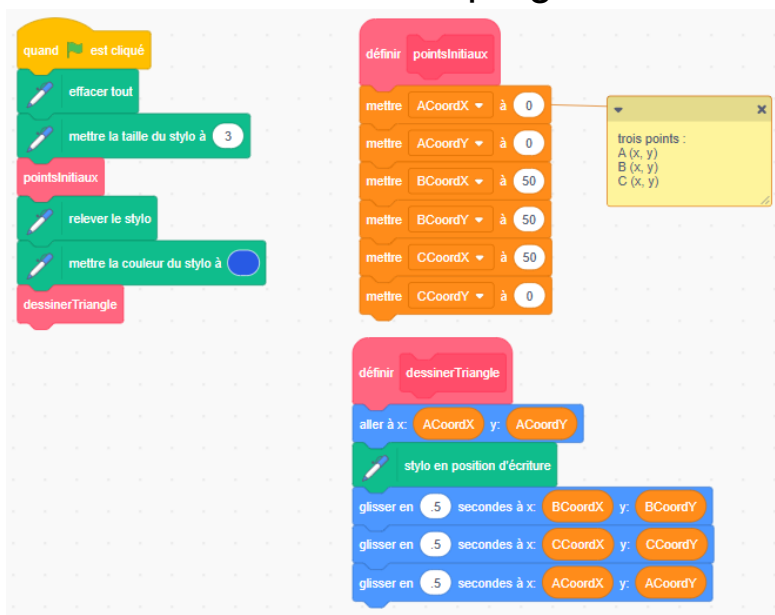 quand est cliqué
effacer tout
mettre la taille du stylo à 3
pointsInitiaux
relever le stylo
mettre la couleur du stylo à
dessinerTriangle
définir pointsInitiaux
mettre ACoordX à 0
mettre ACoordY à 0
mettre BCoordX à 50
mettre BCoordY à 50
mettre CCoordX à 50
mettre CCoordY à 0
trois points :
A (x, y)
B (x, y)
C (x, y)
définir dessinerTriangle
aller à x: ACoordX y: ACoordY
stylo en position d'écriture
glisser en .5 secondes à x: BCoordX y: BCoordY
glisser en .5 secondes à x: CCoordX y: CCoordY
glisser en .5 secondes à x: ACoordX y: ACoordY